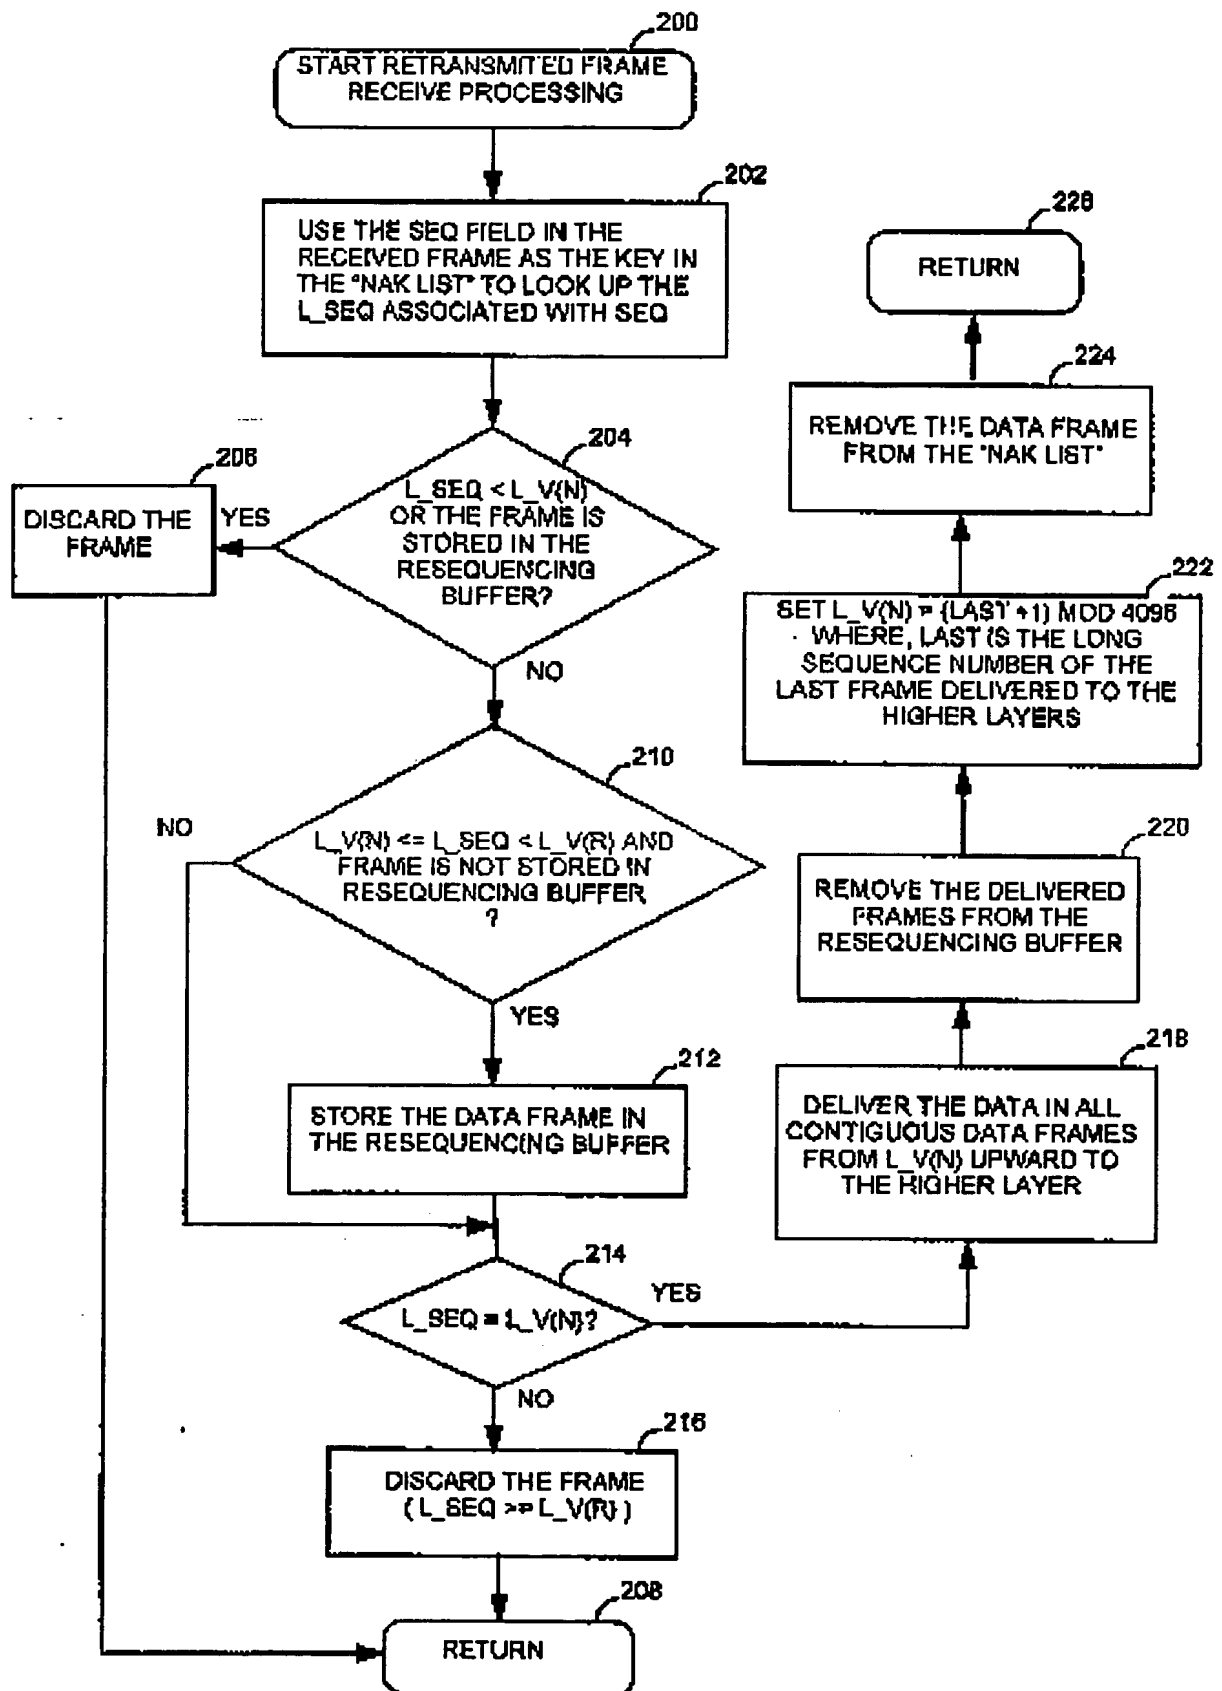 200
START RETRANSMITED FRAME
RECEIVE PROCESSING
202
USE THE SEQ FIELD IN THE
RECEIVED FRAME AS THE KEY IN
THE "NAK LIST" TO LOOK UP THE
L_SEQ ASSOCIATED WITH SEQ
204
L_SEQ < L_V(N)
OR THE FRAME IS
STORED IN THE
RESEQUENCING
BUFFER?
YES
206
DISCARD THE
FRAME
NO
210
L_V(N) <= L_SEQ < L_V(R) AND
FRAME IS NOT STORED IN
RESEQUENCING BUFFER
?
NO
YES
212
STORE THE DATA FRAME IN
THE RESEQUENCING BUFFER
214
L_SEQ = L_V(N)?
YES
NO
216
DISCARD THE FRAME
( L_SEQ >= L_V(R) )
208
RETURN
218
DELIVER THE DATA IN ALL
CONTIGUOUS DATA FRAMES
FROM L_V(N) UPWARD TO
THE HIGHER LAYER
220
REMOVE THE DELIVERED
FRAMES FROM THE
RESEQUENCING BUFFER
222
SET L_V(N) = (LAST +1) MOD 4096
WHERE, LAST IS THE LONG
SEQUENCE NUMBER OF THE
LAST FRAME DELIVERED TO THE
HIGHER LAYERS
224
REMOVE THE DATA FRAME
FROM THE "NAK LIST"
226
RETURN